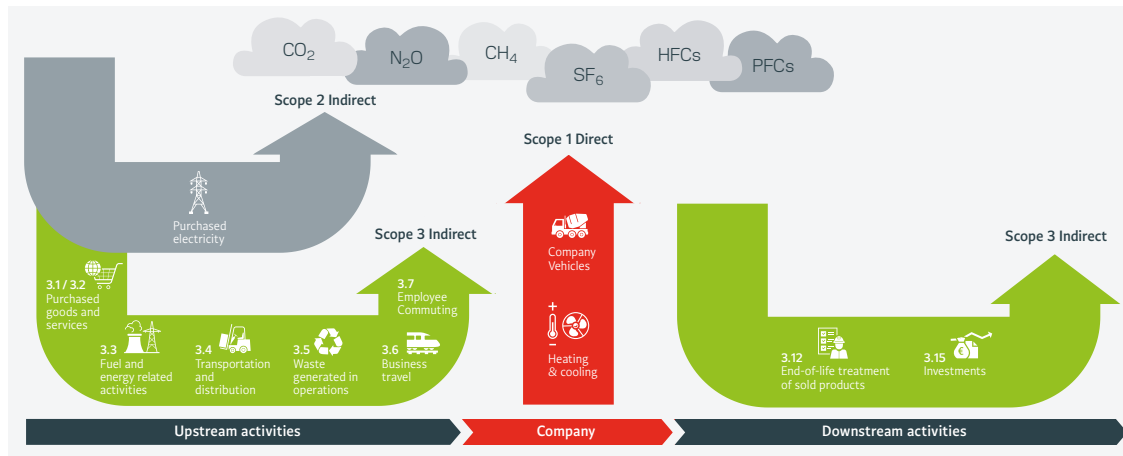 CO₂
N₂O
CH₄
SF₆
HFCs
PFCs
Scope 2 Indirect
Purchased
electricity
Scope 3 Indirect
3.1 / 3.2
Purchased
goods and
services
3.3
Fuel and
energy related
activities
3.4
Transportation
and
distribution
3.5
Waste
generated in
operations
3.6
Business
travel
3.7
Employee
Commuting
Scope 1 Direct
Company
Vehicles
+
−
Heating
& cooling
Scope 3 Indirect
3.12
End-of-life treatment
of sold products
€
3.15
Investments
Upstream activities
Company
Downstream activities